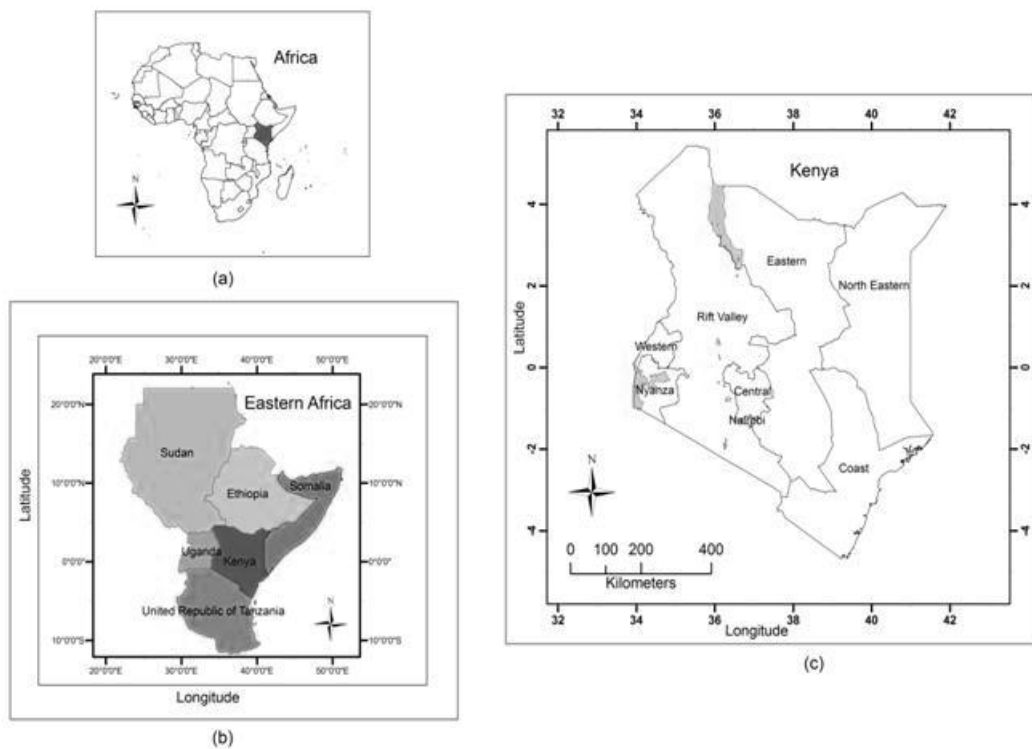 Africa
N
(a)
20°0'0"E 30°0'0"E 40°0'0"E 50°0'0"E
Eastern Africa
20°0'0"N 20°0'0"N
Sudan
10°0'0"N 10°0'0"N
Ethiopia
Somalia
Latitude
Uganda
Kenya
0°0'0" 0°0'0"
United Republic of Tanzania
N
10°0'0"S 10°0'0"S
20°0'0"E 30°0'0"E 40°0'0"E 50°0'0"E
Longitude
(b)
32 34 36 38 40 42
Kenya
4 4
Eastern
2 North Eastern 2
Rift Valley
Latitude
Western
0 0
Nyanza
Central
Nairobi
-2 -2
N
Coast
-4 -4
0 100 200 400
Kilometers
32 34 36 38 40 42
Longitude
(c)